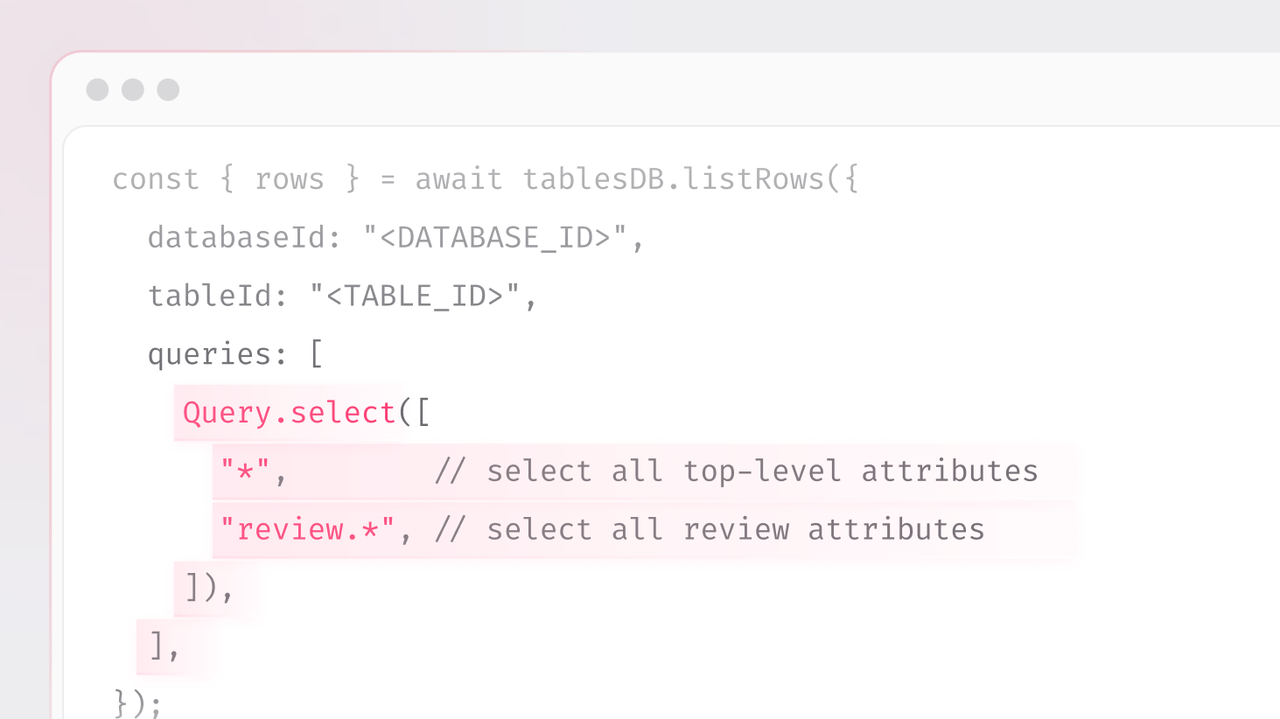 const { rows } = await tablesDB.listRows({
databaseId: "<DATABASE_ID>",
tableId: "<TABLE_ID>",
queries: [
Query.select([
"*", // select all top-level attributes
"review.*", // select all review attributes
]),
],
});